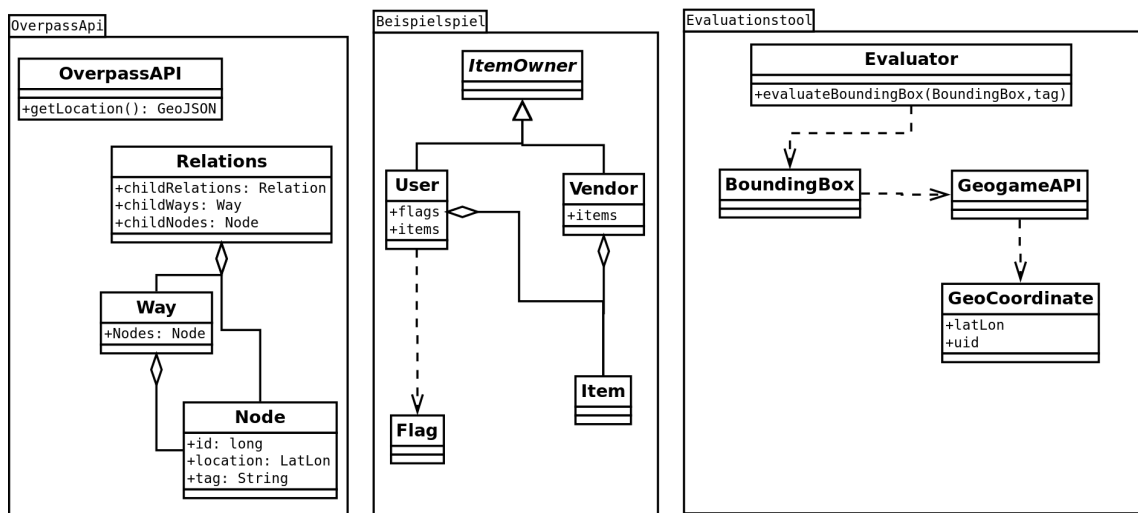 OverpassApi
OverpassAPI
+getLocation(): GeoJSON
Relations
+childRelations: Relation
+childWays: Way
+childNodes: Node
Way
+Nodes: Node
Node
+id: long
+location: LatLon
+tag: String
Beispielspiel
ItemOwner
User
+flags
+items
Vendor
+items
Item
Flag
Evaluationstool
Evaluator
+evaluateBoundingBox(BoundingBox,tag)
BoundingBox
GeogameAPI
GeoCoordinate
+latLon
+uid